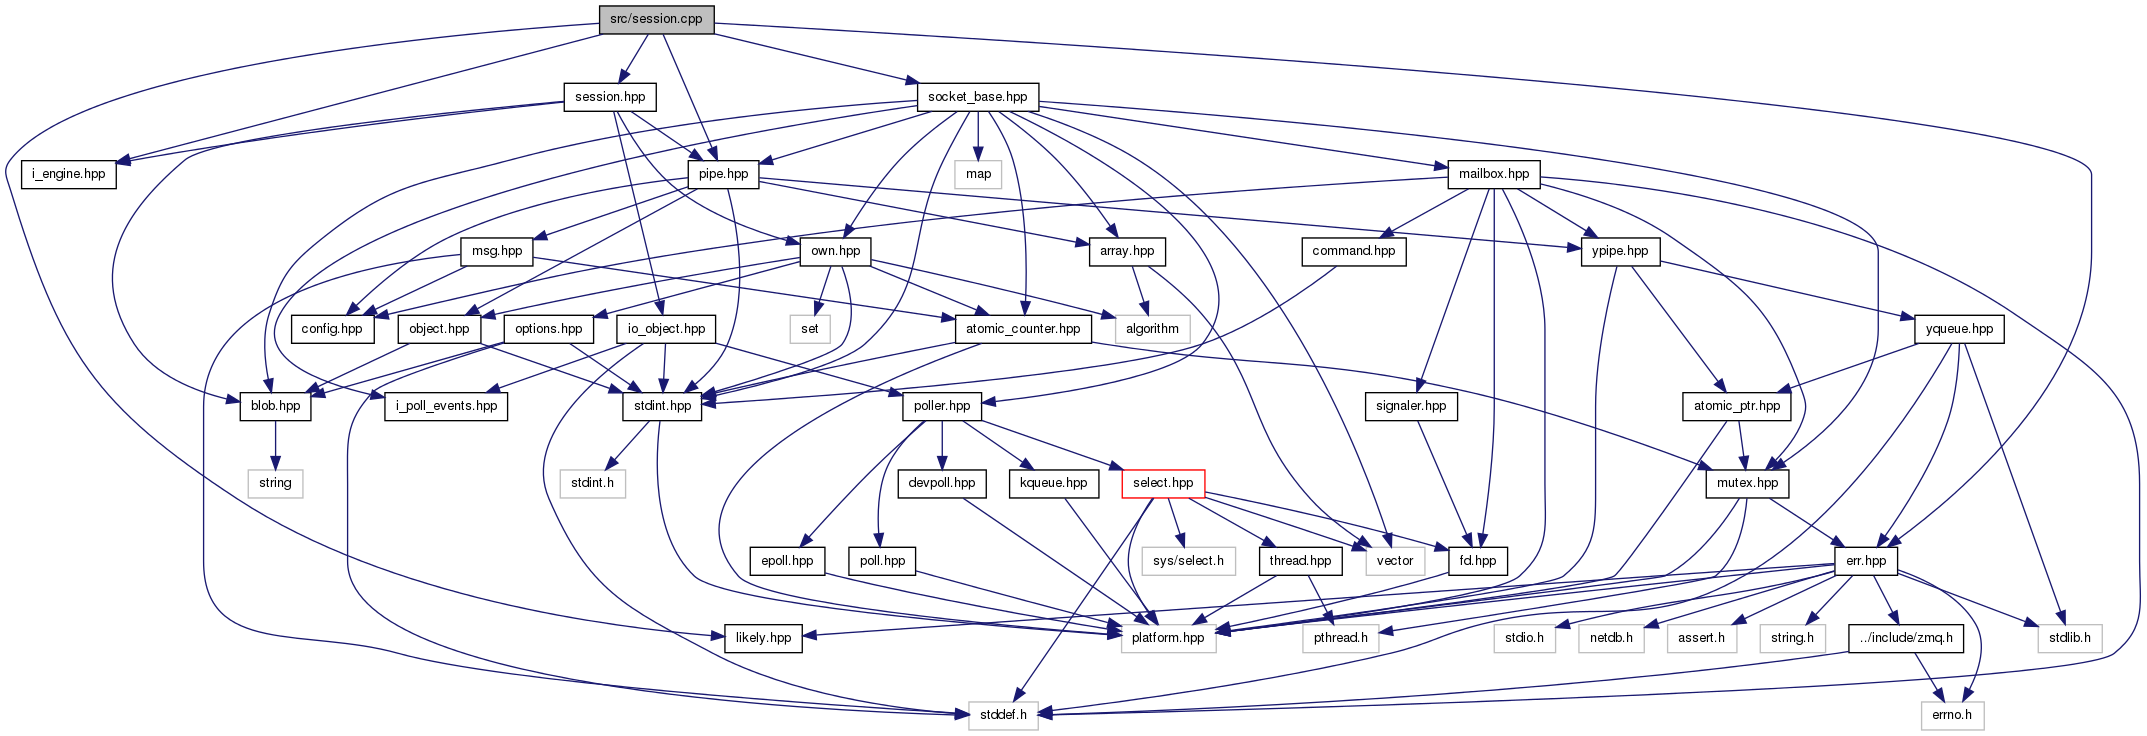 src/session.cpp
session.hpp
socket_base.hpp
i_engine.hpp
pipe.hpp
map
mailbox.hpp
msg.hpp
own.hpp
array.hpp
command.hpp
ypipe.hpp
config.hpp
object.hpp
options.hpp
io_object.hpp
set
atomic_counter.hpp
algorithm
yqueue.hpp
blob.hpp
i_poll_events.hpp
stdint.hpp
poller.hpp
signaler.hpp
atomic_ptr.hpp
string
stdint.h
devpoll.hpp
kqueue.hpp
select.hpp
mutex.hpp
epoll.hpp
poll.hpp
sys/select.h
thread.hpp
vector
fd.hpp
err.hpp
likely.hpp
platform.hpp
pthread.h
stdio.h
netdb.h
assert.h
string.h
../include/zmq.h
stdlib.h
stddef.h
errno.h